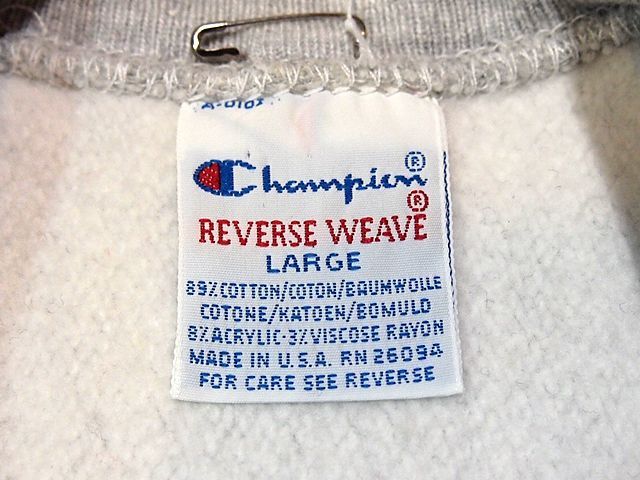 A-0101
Champion®
REVERSE WEAVE®
LARGE
89% COTTON/COTON/BAUMWOLLE
COTONE/KATOEN/BOMULD
8% ACRYLIC-3% VISCOSE RAYON
MADE IN U.S.A. RN 26094
FOR CARE SEE REVERSE